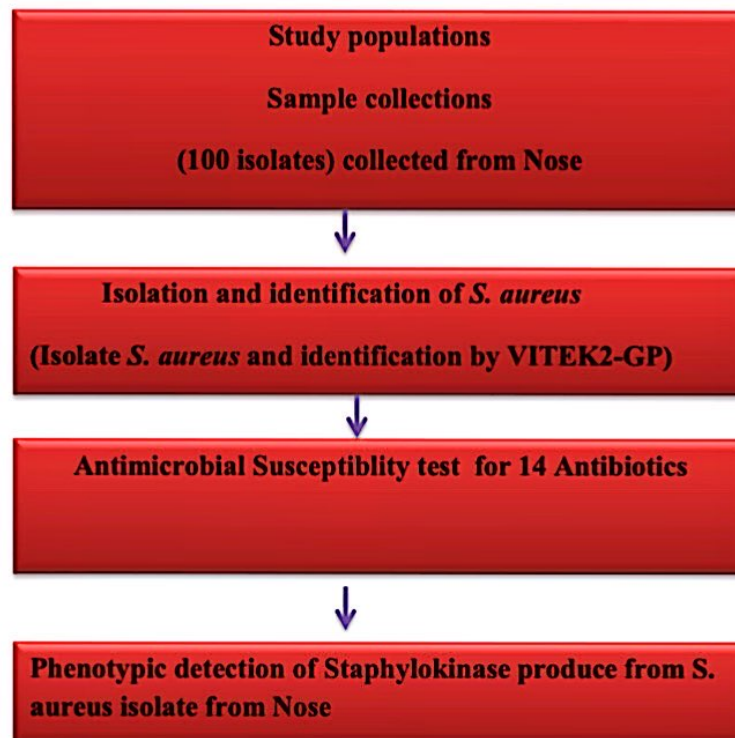 Study populations
Sample collections
(100 isolates) collected from Nose
Isolation and identification of S. aureus
(Isolate S. aureus and identification by VITEK2-GP)
Antimicrobial Susceptiblity test for 14 Antibiotics
Phenotypic detection of Staphylokinase produce from S.
aureus isolate from Nose